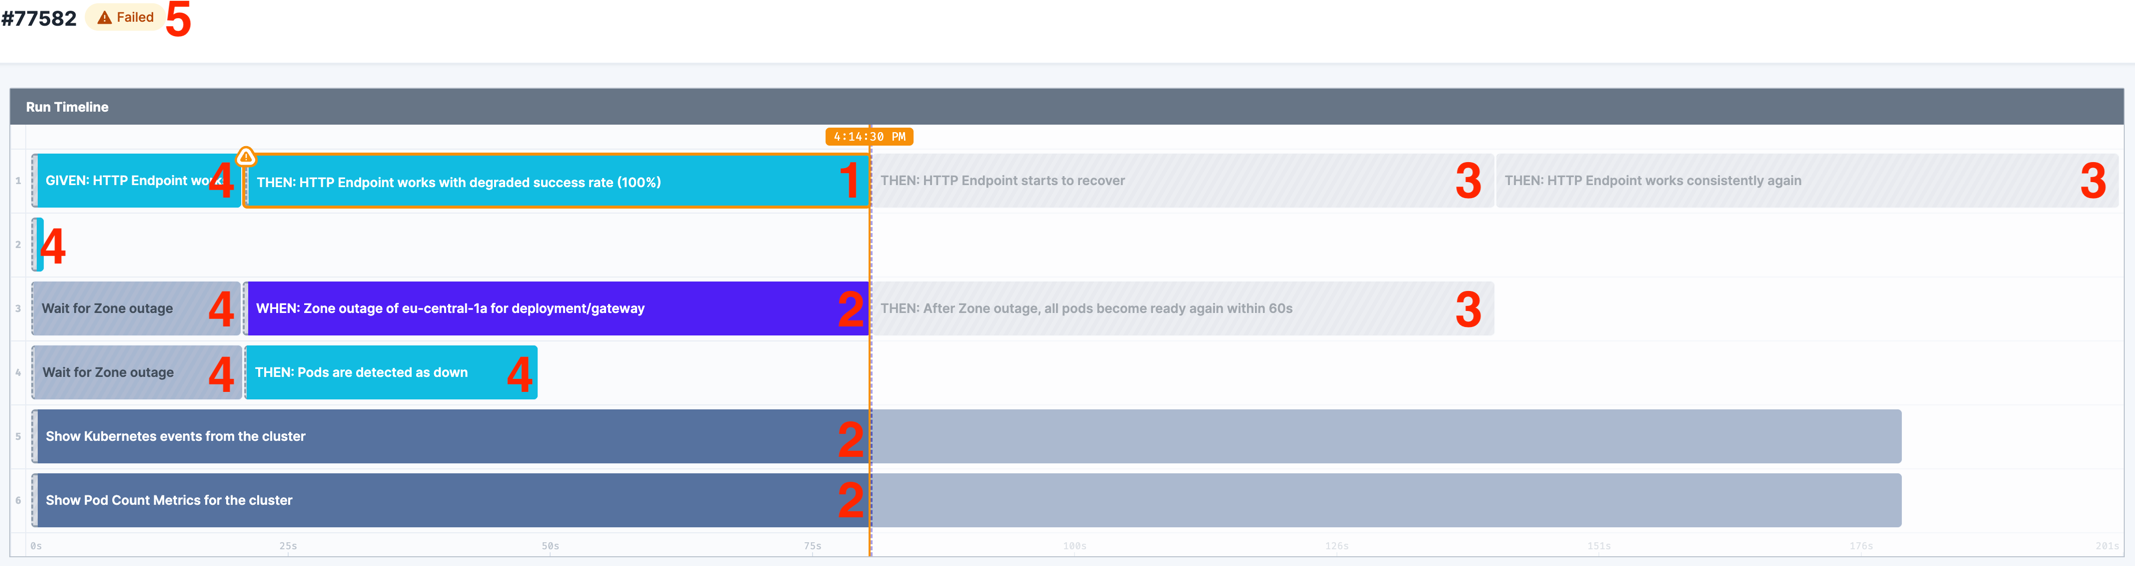 #77582 Failed 5
Run Timeline
4:14:30 PM
1 GIVEN: HTTP Endpoint work 4 THEN: HTTP Endpoint works with degraded success rate (100%) 1 THEN: HTTP Endpoint starts to recover 3 THEN: HTTP Endpoint works consistently again 3
2 4
3 Wait for Zone outage 4 WHEN: Zone outage of eu-central-1a for deployment/gateway 2 THEN: After Zone outage, all pods become ready again within 60s 3
4 Wait for Zone outage 4 THEN: Pods are detected as down 4
5 Show Kubernetes events from the cluster 2
6 Show Pod Count Metrics for the cluster 2
0s 25s 50s 75s 100s 126s 151s 176s 201s